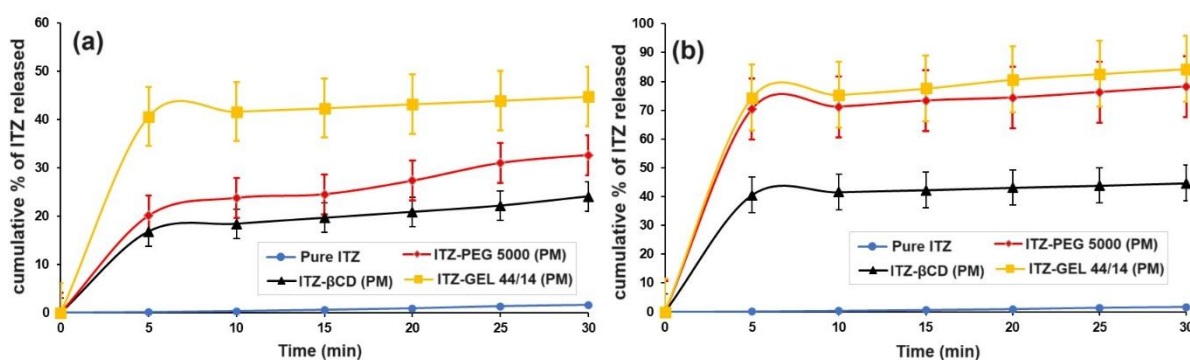 (a)
cumulative % of ITZ released
60
50
40
30
20
10
0
0 5 10 15 20 25 30
Time (min)
Pure ITZ
ITZ-PEG 5000 (PM)
ITZ-βCD (PM)
ITZ-GEL 44/14 (PM)
(b)
cumulative % of ITZ released
100
90
80
70
60
50
40
30
20
10
0
0 5 10 15 20 25 30
Time (min)
Pure ITZ
ITZ-PEG 5000 (PM)
ITZ-βCD (PM)
ITZ-GEL 44/14 (PM)